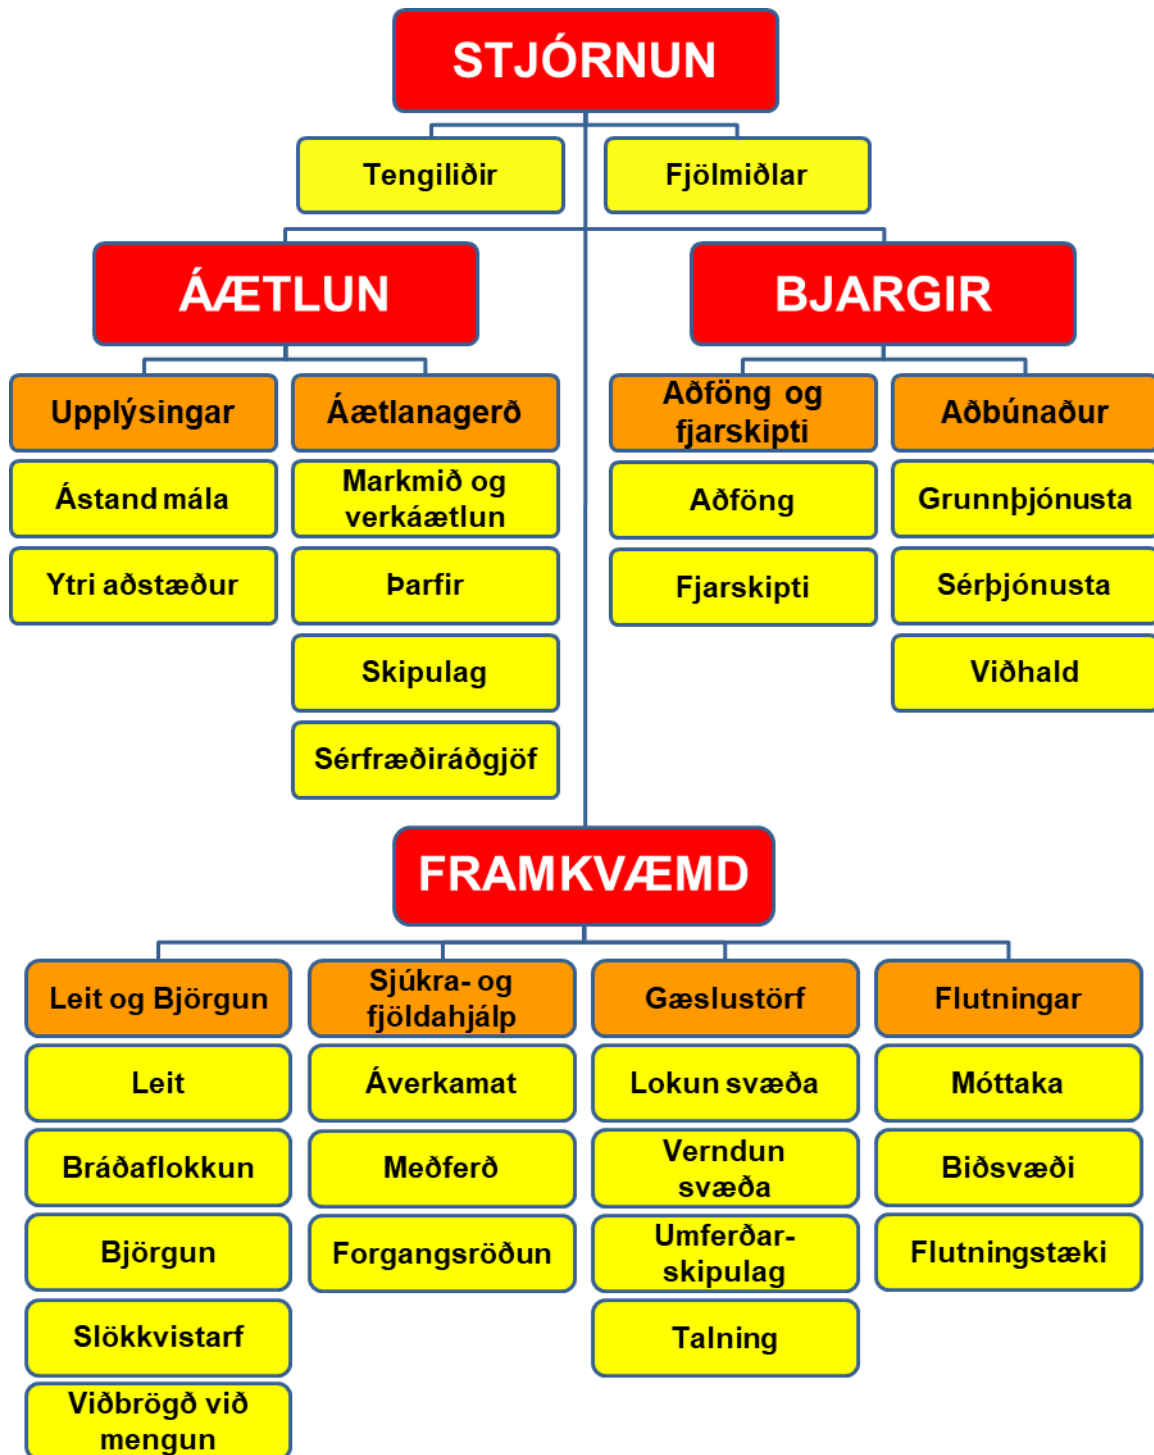 STJÓRNUN
Tengiliðir
Fjölmiðlar
ÁÆTLUN
BJARGIR
Upplýsingar
Ástand mála
Ytri aðstæður
Áætlanagerð
Markmið og
verkáætlun
Þarfir
Skipulag
Sérfræðiráðgjöf
Aðföng og
fjarskipti
Aðföng
Fjarskipti
Aðbúnaður
Grunnþjónusta
Sérþjónusta
Viðhald
FRAMKVÆMD
Leit og Björgun
Leit
Bráðaflokkun
Björgun
Slökkvistarf
Viðbrögð við
mengun
Sjúkra- og
fjöldahjálp
Áverkamat
Meðferð
Forgangsröðun
Gæslustörf
Lokun svæða
Verndun
svæða
Umferðar-
skipulag
Talning
Flutningar
Móttaka
Biðsvæði
Flutningstæki